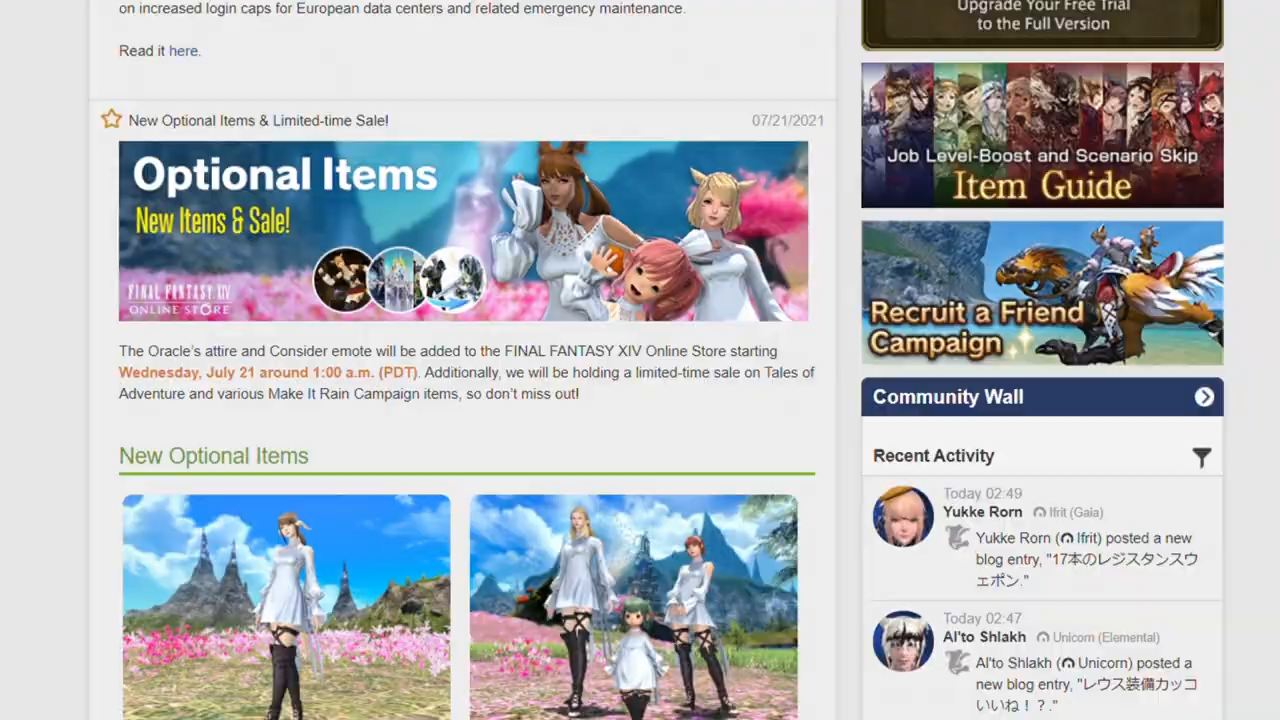 on increased login caps for European data centers and related emergency maintenance.
Read it here.
New Optional Items & Limited-time Sale!
07/21/2021
Optional Items
New Items & Sale!
FINAL FANTASY XIV
ONLINE STORE
The Oracle's attire and Consider emote will be added to the FINAL FANTASY XIV Online Store starting
Wednesday, July 21 around 1:00 a.m. (PDT). Additionally, we will be holding a limited-time sale on Tales of
Adventure and various Make It Rain Campaign items, so don't miss out!
New Optional Items
Upgrade Your Free Trial
to the Full Version
Job Level-Boost and Scenario Skip
Item Guide
Recruit a Friend
Campaign
Community Wall
Recent Activity
Today 02:49
Yukke Rorn Ifrit (Gaia)
Yukke Rorn (Ifrit) posted a new
blog entry, "17本のレジスタンスウ
ェポン."
Today 02:47
Al'to Shlakh Unicorn (Elemental)
Al'to Shlakh (Unicorn) posted a
new blog entry, "レウス装備カッコ
いいね！？."